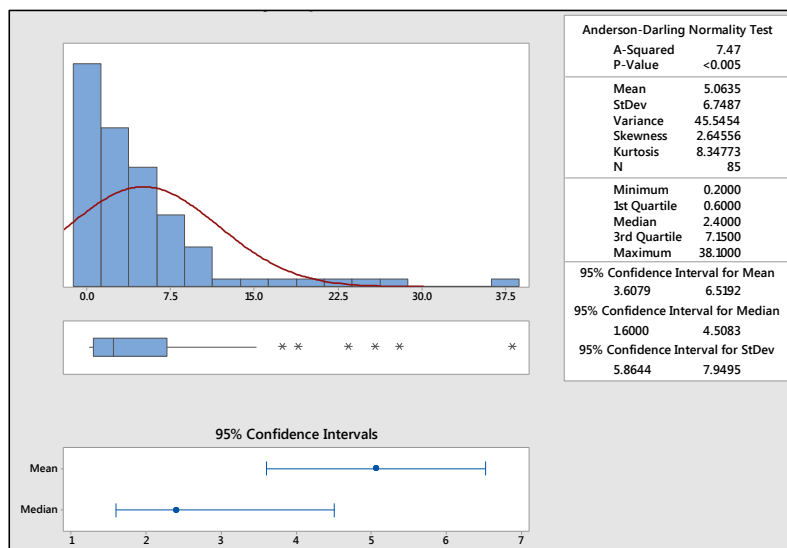 Anderson-Darling Normality Test
A-Squared 7.47
P-Value <0.005
Mean 5.0635
StDev 6.7487
Variance 45.5454
Skewness 2.64556
Kurtosis 8.34773
N 85
Minimum 0.2000
1st Quartile 0.6000
Median 2.4000
3rd Quartile 7.1500
Maximum 38.1000
95% Confidence Interval for Mean
3.6079 6.5192
95% Confidence Interval for Median
1.6000 4.5083
95% Confidence Interval for StDev
5.8644 7.9495
0.0 7.5 15.0 22.5 30.0 37.5
95% Confidence Intervals
Mean
Median
1 2 3 4 5 6 7